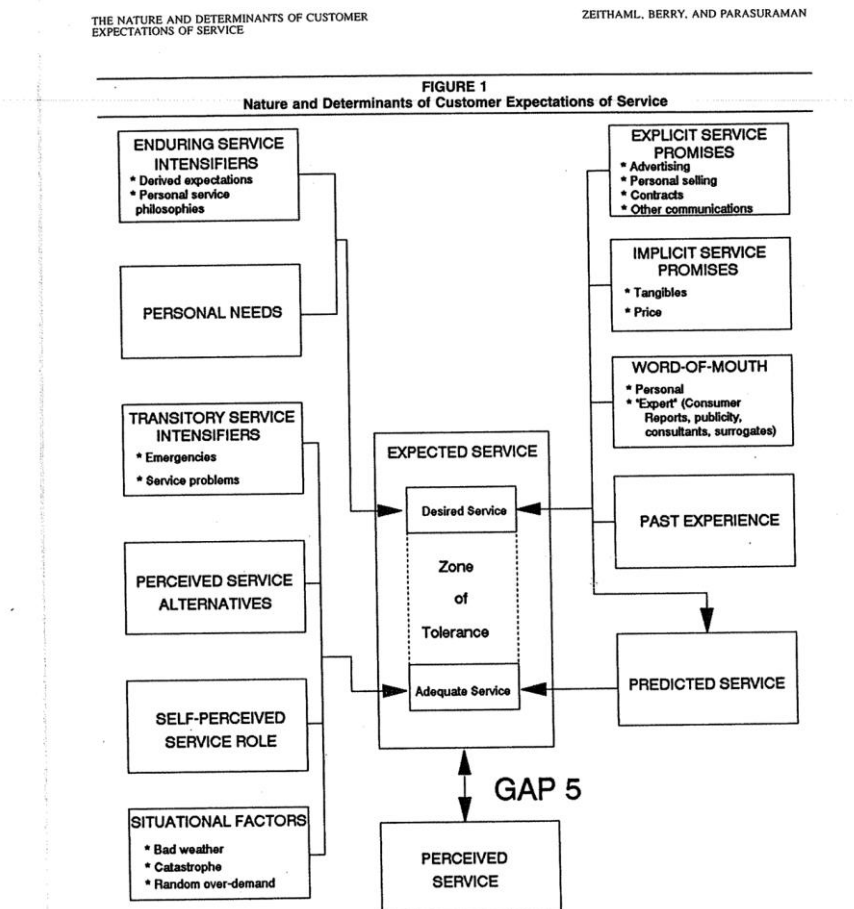 THE NATURE AND DETERMINANTS OF CUSTOMER
EXPECTATIONS OF SERVICE
ZEITHAML, BERRY, AND PARASURAMAN
FIGURE 1
Nature and Determinants of Customer Expectations of Service
ENDURING SERVICE
INTENSIFIERS
* Derived expectations
* Personal service
philosophies
PERSONAL NEEDS
TRANSITORY SERVICE
INTENSIFIERS
* Emergencies
* Service problems
PERCEIVED SERVICE
ALTERNATIVES
SELF-PERCEIVED
SERVICE ROLE
SITUATIONAL FACTORS
* Bad weather
* Catastrophe
* Random over-demand
EXPECTED SERVICE
Desired Service
Zone
of
Tolerance
Adequate Service
GAP 5
PERCEIVED
SERVICE
EXPLICIT SERVICE
PROMISES
* Advertising
* Personal selling
* Contracts
* Other communications
IMPLICIT SERVICE
PROMISES
* Tangibles
* Price
WORD-OF-MOUTH
* Personal
* "Expert" (Consumer
Reports, publicity,
consultants, surrogates)
PAST EXPERIENCE
PREDICTED SERVICE